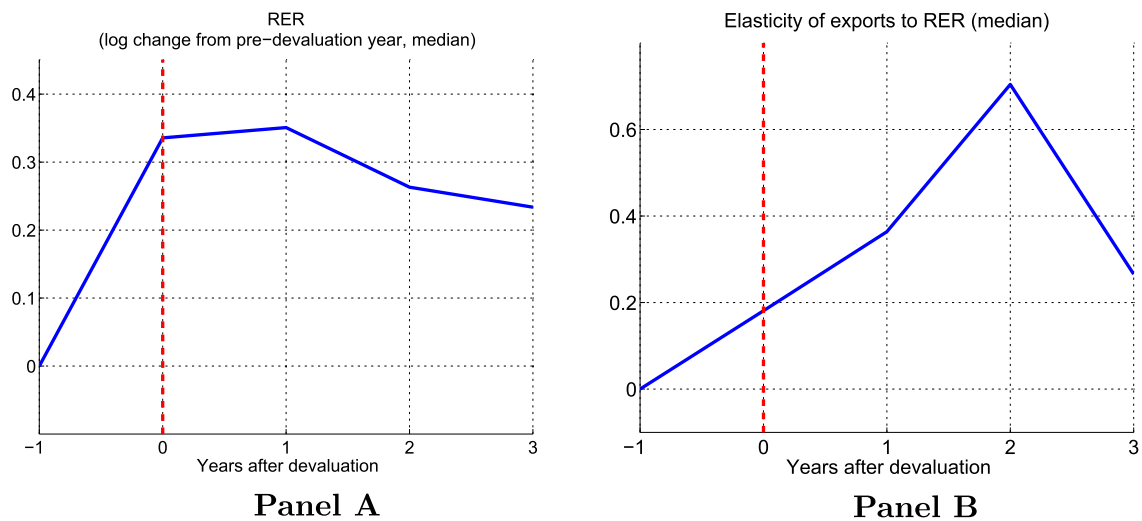 RER
(log change from pre−devaluation year, median)
0.4
0.3
0.2
0.1
0
−1 0 1 2 3
Years after devaluation
Panel A
Elasticity of exports to RER (median)
0.6
0.4
0.2
0
−1 0 1 2 3
Years after devaluation
Panel B